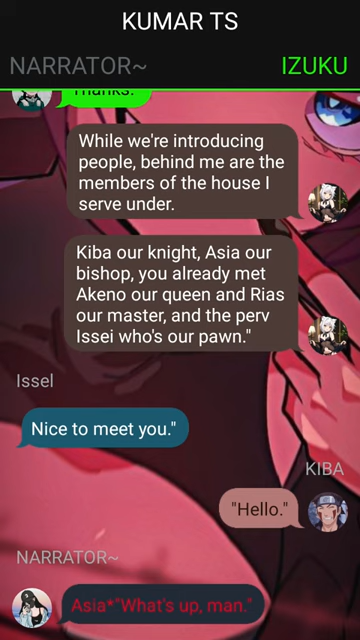 KUMAR TS
NARRATOR~ IZUKU
Thanks.
While we're introducing
people, behind me are the
members of the house I
serve under.
Kiba our knight, Asia our
bishop, you already met
Akeno our queen and Rias
our master, and the perv
Issei who's our pawn."
Issel
Nice to meet you."
KIBA
"Hello."
NARRATOR~
Asia*"What's up, man."